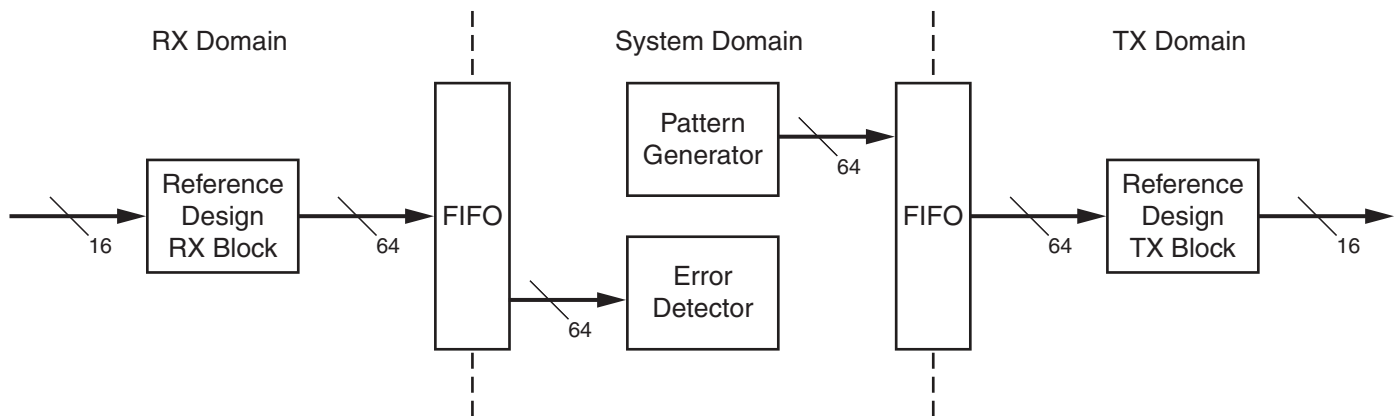 RX Domain
System Domain
TX Domain
Pattern
Generator
64
Reference
Design
RX Block
16
64
FIFO
Error
Detector
64
FIFO
64
Reference
Design
TX Block
16